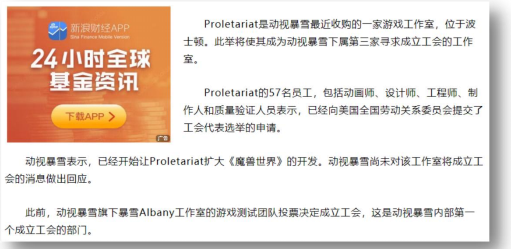 新浪财经APP
Sina Finance Mobile Version
24小时全球
基金资讯
下载APP >
广告
Proletariat是动视暴雪最近收购的一家游戏工作室，位于波
士顿。此举将使其成为动视暴雪下属第三家寻求成立工会的工作
室。
Proletariat的57名员工，包括动画师、设计师、工程师、制
作人和质量验证人员表示，已经向美国全国劳动关系委员会提交了
工会代表选举的申请。
动视暴雪表示，已经开始让Proletariat扩大《魔兽世界》的开发。动视暴雪尚未对该工作室将成立工
会的消息做出回应。
此前，动视暴雪旗下暴雪Albany工作室的游戏测试团队投票决定成立工会，这是动视暴雪内部第一
个成立工会的部门。